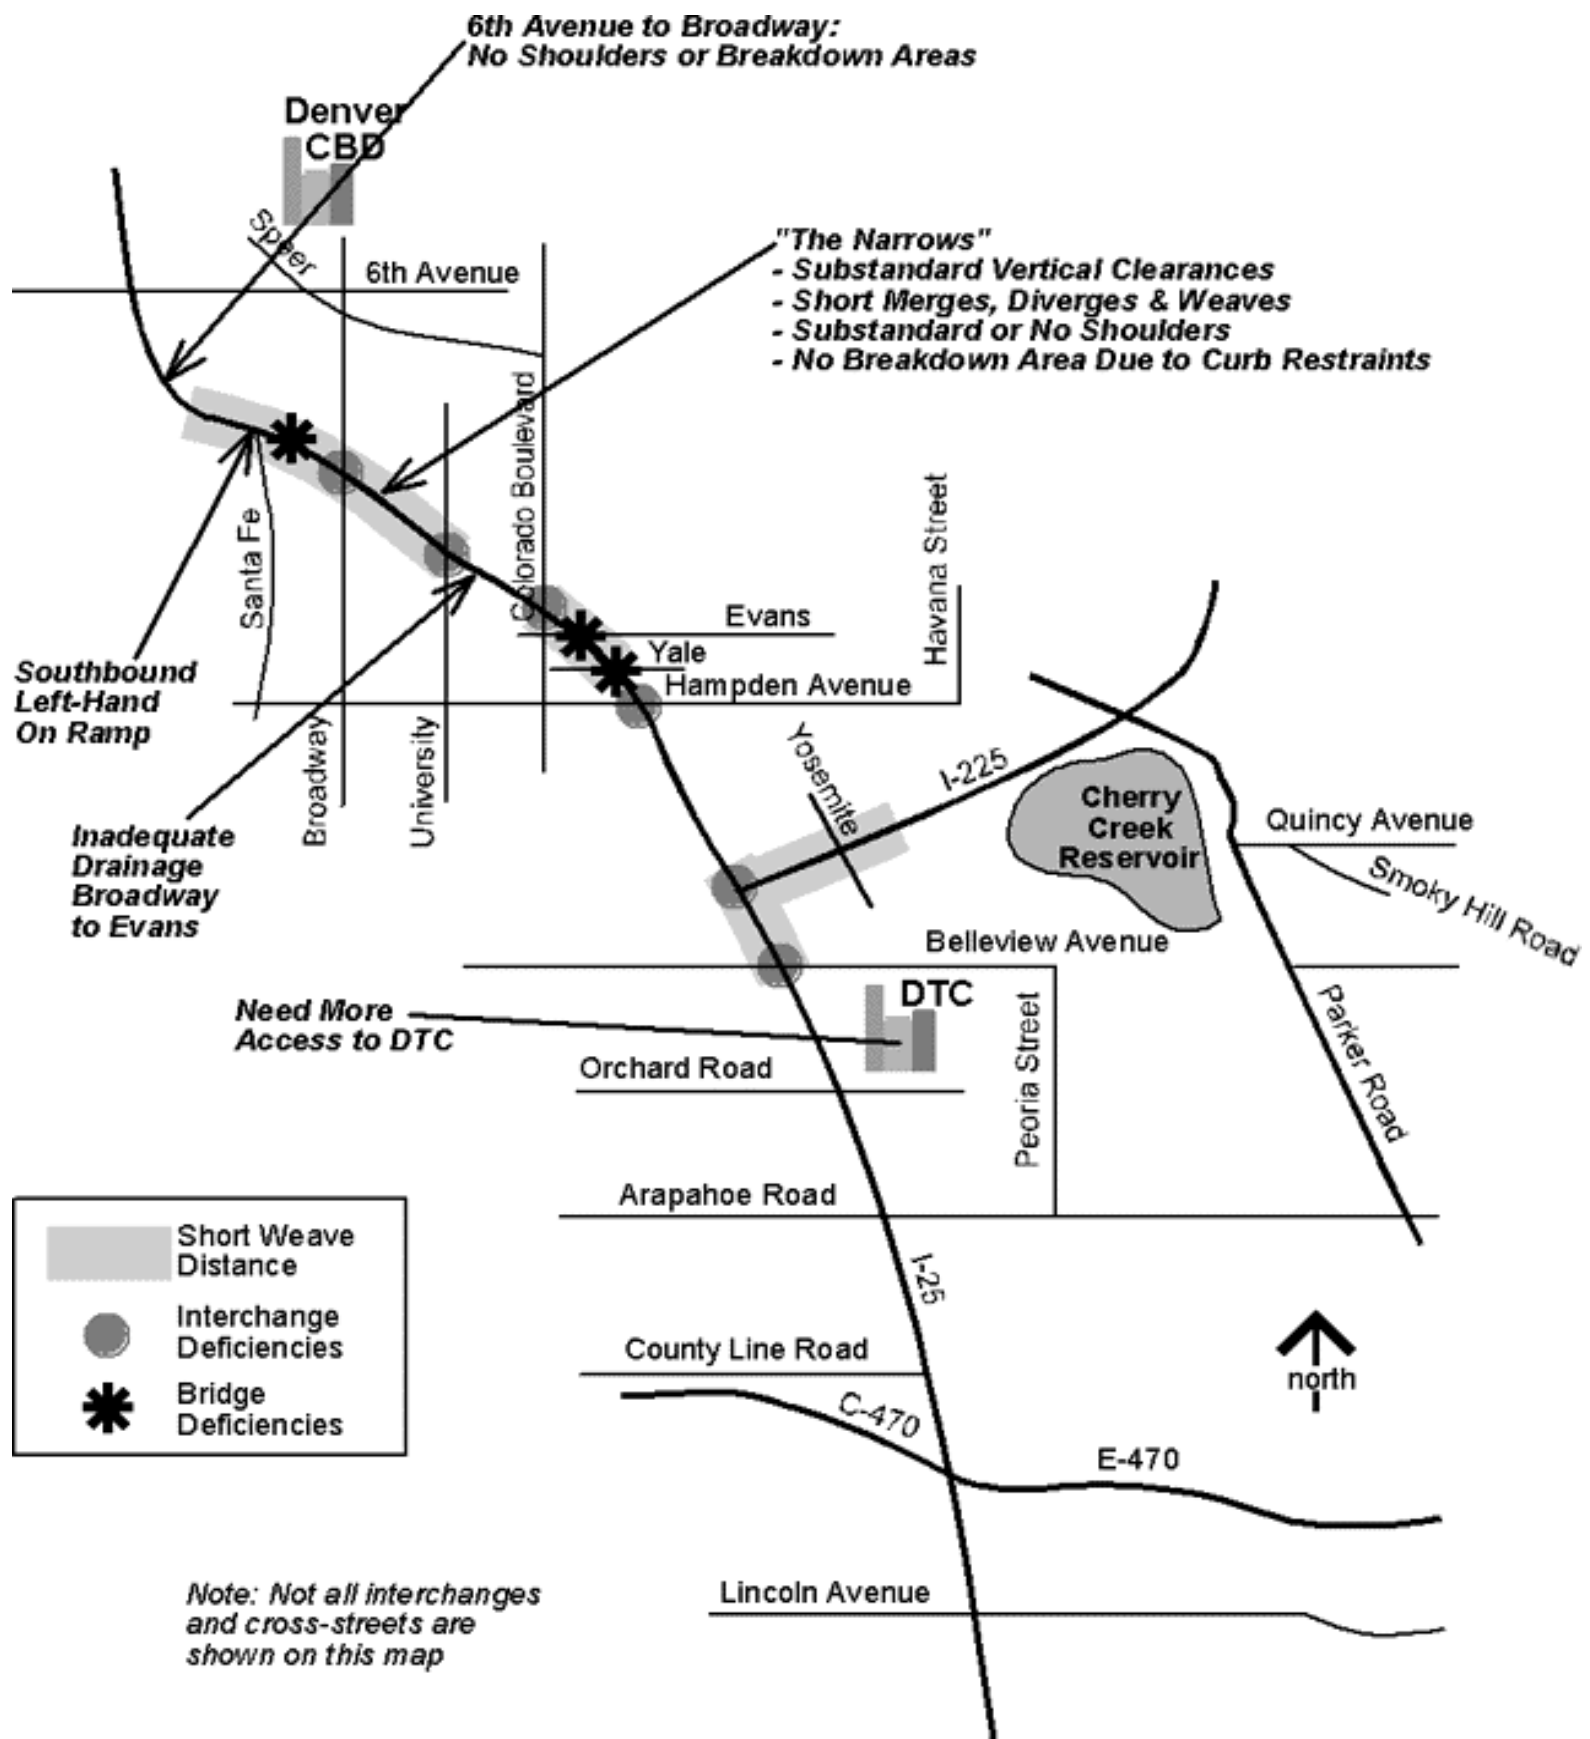 6th Avenue to Broadway:
No Shoulders or Breakdown Areas
Denver
CBD
Speer
6th Avenue
"The Narrows"
- Substandard Vertical Clearances
- Short Merges, Diverges & Weaves
- Substandard or No Shoulders
- No Breakdown Area Due to Curb Restraints
Colorado Boulevard
Havana Street
Santa Fe
Evans
Yale
Hampden Avenue
Southbound
Left-Hand
On Ramp
Broadway
University
Yosemite
I-225
Cherry
Creek
Reservoir
Quincy Avenue
Smoky Hill Road
Inadequate
Drainage
Broadway
to Evans
Belleview Avenue
DTC
Need More
Access to DTC
Peoria Street
Parker Road
Orchard Road
Arapahoe Road
I-25
Short Weave
Distance
Interchange
Deficiencies
Bridge
Deficiencies
County Line Road
north
C-470
E-470
Note: Not all interchanges
and cross-streets are
shown on this map
Lincoln Avenue